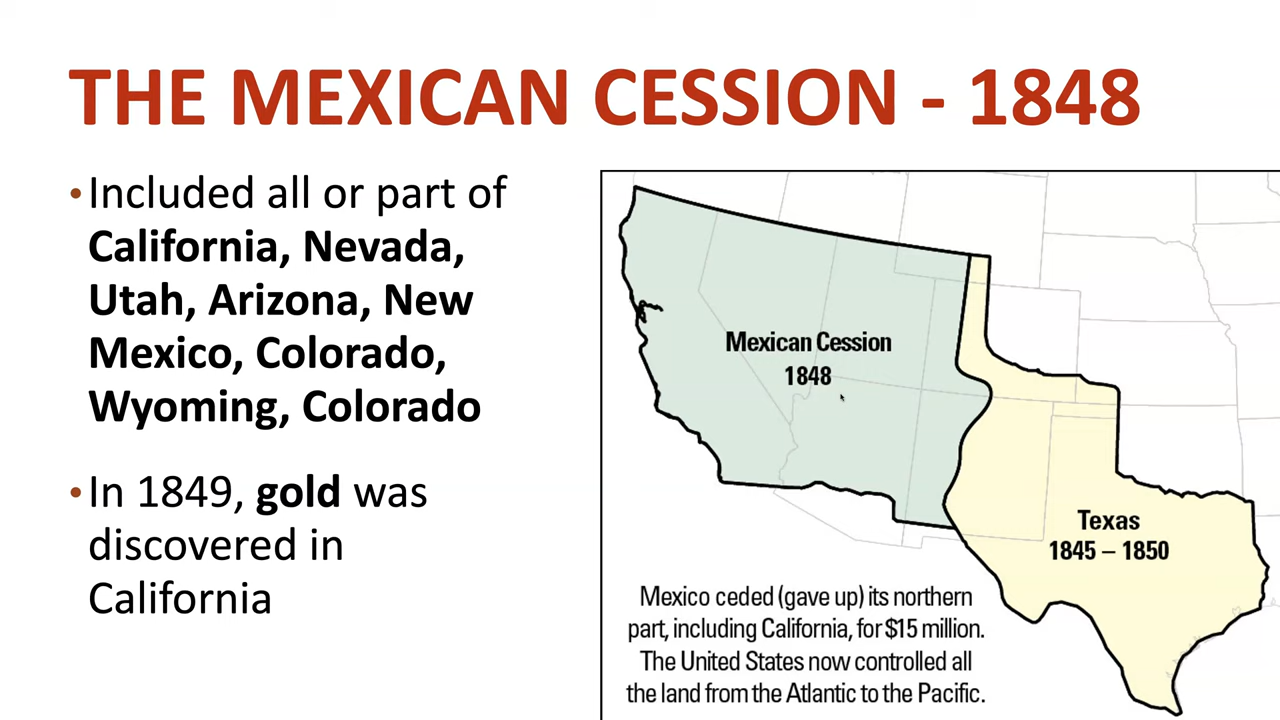 THE MEXICAN CESSION - 1848
•Included all or part of
California, Nevada,
Utah, Arizona, New
Mexico, Colorado,
Wyoming, Colorado
•In 1849, gold was
discovered in
California
Mexican Cession
1848
Texas
1845 – 1850
Mexico ceded (gave up) its northern
part, including California, for $15 million.
The United States now controlled all
the land from the Atlantic to the Pacific.